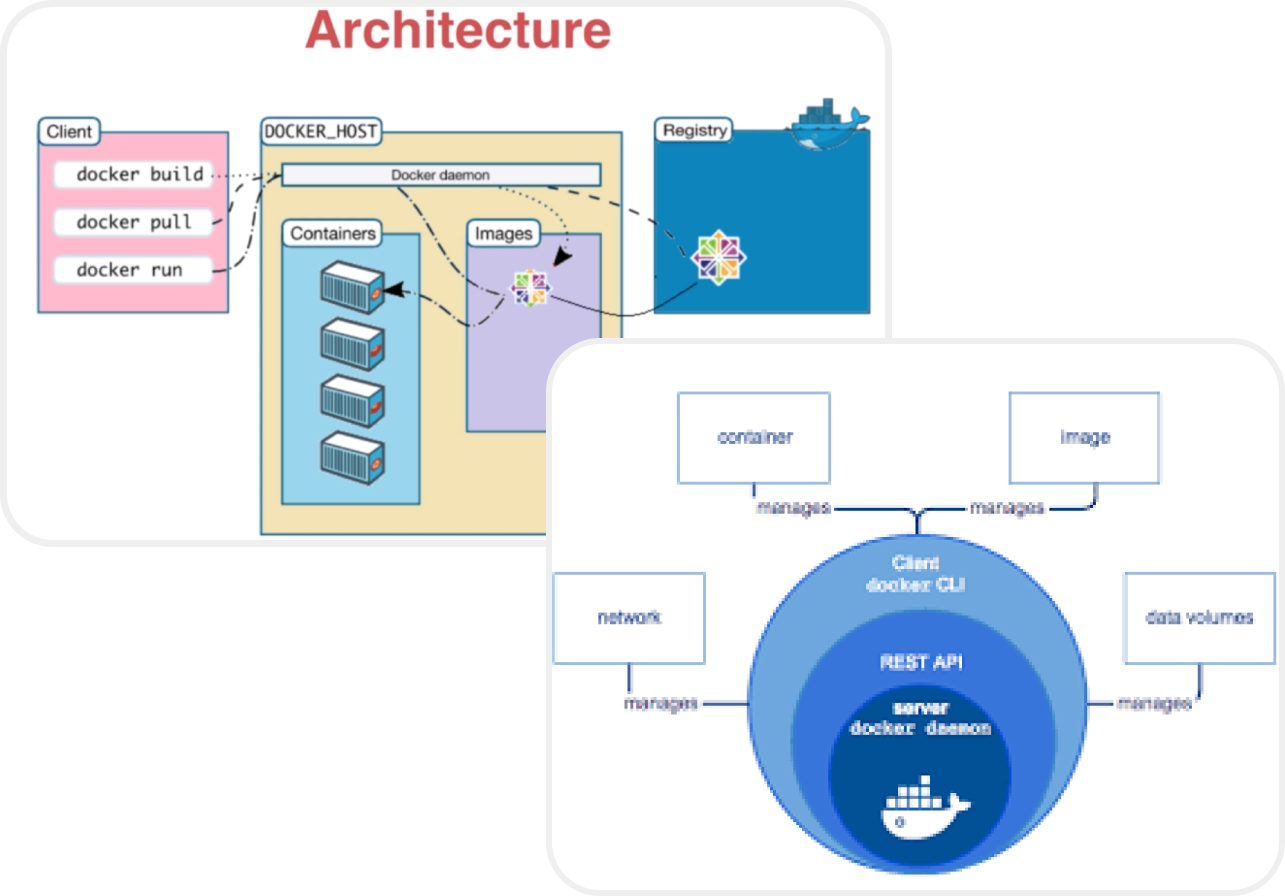 Architecture
Client
docker build
docker pull
docker run
DOCKER_HOST
Docker daemon
Containers
Images
Registry
container
image
manages
manages
Client
docker CLI
network
data volumes
REST API
manages
manages
server
docker daemon